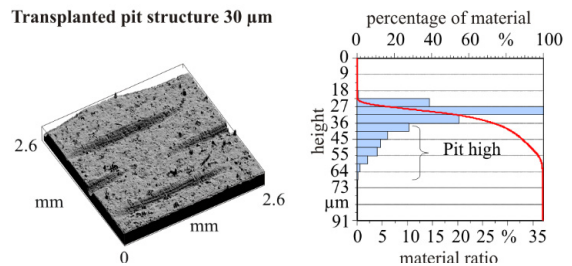 Transplanted pit structure 30 µm
2.6
mm
0
mm
2.6
percentage of material
0 30 60 % 100
height
0
9
18
27
36
45
55
64
73
µm
91
Pit high
0 5 10 15 20 25 % 35
material ratio